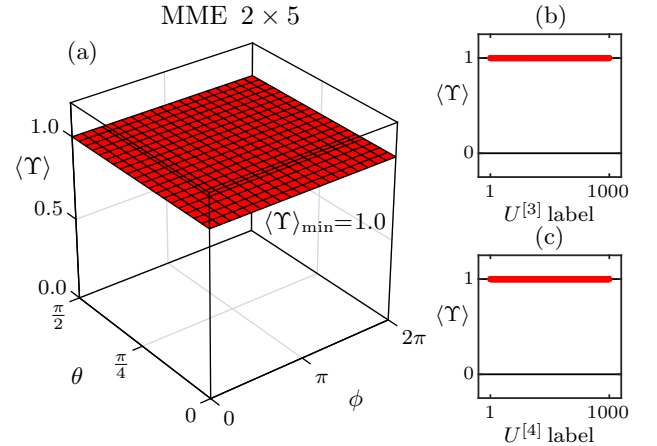 MME 2 × 5
(a)
1.0
⟨Υ⟩
0.5
0.0
π/2
θ
π/4
0
0
π
ϕ
2π
⟨Υ⟩min=1.0
(b)
1
⟨Υ⟩
0
1
1000
U[3] label
(c)
1
⟨Υ⟩
0
1
1000
U[4] label